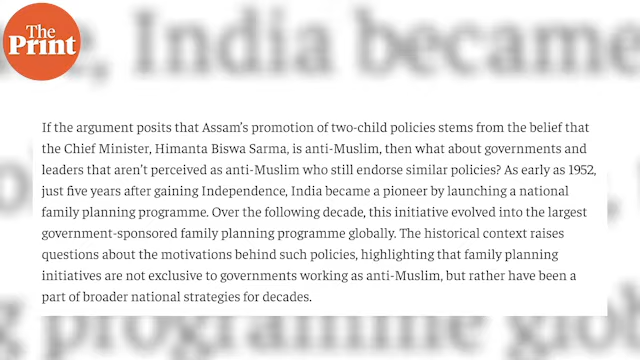 The
Print
India became
If the argument posits that Assam's promotion of two-child policies stems from the belief that
the Chief Minister, Himanta Biswa Sarma, is anti-Muslim, then what about governments and
leaders that aren't perceived as anti-Muslim who still endorse similar policies? As early as 1952,
just five years after gaining Independence, India became a pioneer by launching a national
family planning programme. Over the following decade, this initiative evolved into the largest
government-sponsored family planning programme globally. The historical context raises
questions about the motivations behind such policies, highlighting that family planning
initiatives are not exclusive to governments working as anti-Muslim, but rather have been a
part of broader national strategies for decades.
programme